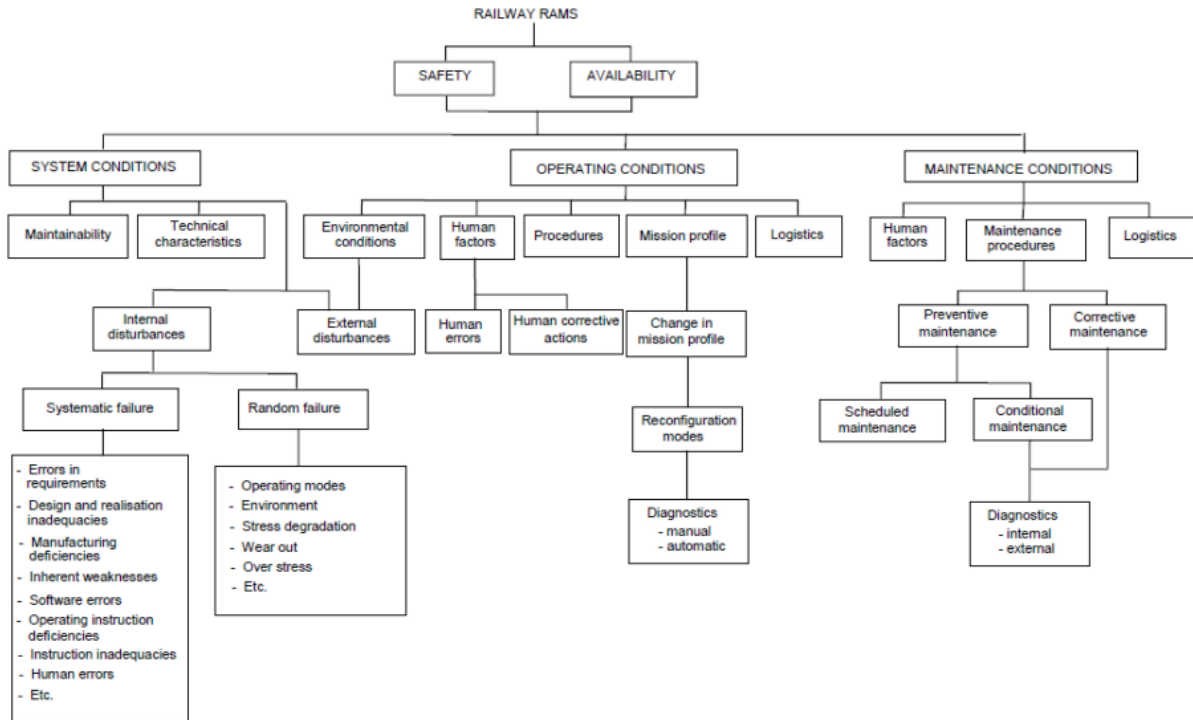 RAILWAY RAMS
SAFETY
AVAILABILITY
SYSTEM CONDITIONS
OPERATING CONDITIONS
MAINTENANCE CONDITIONS
Maintainability
Technical
characteristics
Environmental
conditions
Human
factors
Procedures
Mission profile
Logistics
Human
factors
Maintenance
procedures
Logistics
Internal
disturbances
External
disturbances
Human
errors
Human corrective
actions
Change in
mission profile
Preventive
maintenance
Corrective
maintenance
Systematic failure
Random failure
Reconfiguration
modes
Scheduled
maintenance
Conditional
maintenance
- Errors in
requirements
- Design and realisation
inadequacies
- Manufacturing
deficiencies
- Inherent weaknesses
- Software errors
- Operating instruction
deficiencies
- Instruction inadequacies
- Human errors
- Etc.
- Operating modes
- Environment
- Stress degradation
- Wear out
- Over stress
- Etc.
Diagnostics
- manual
- automatic
Diagnostics
- internal
- external